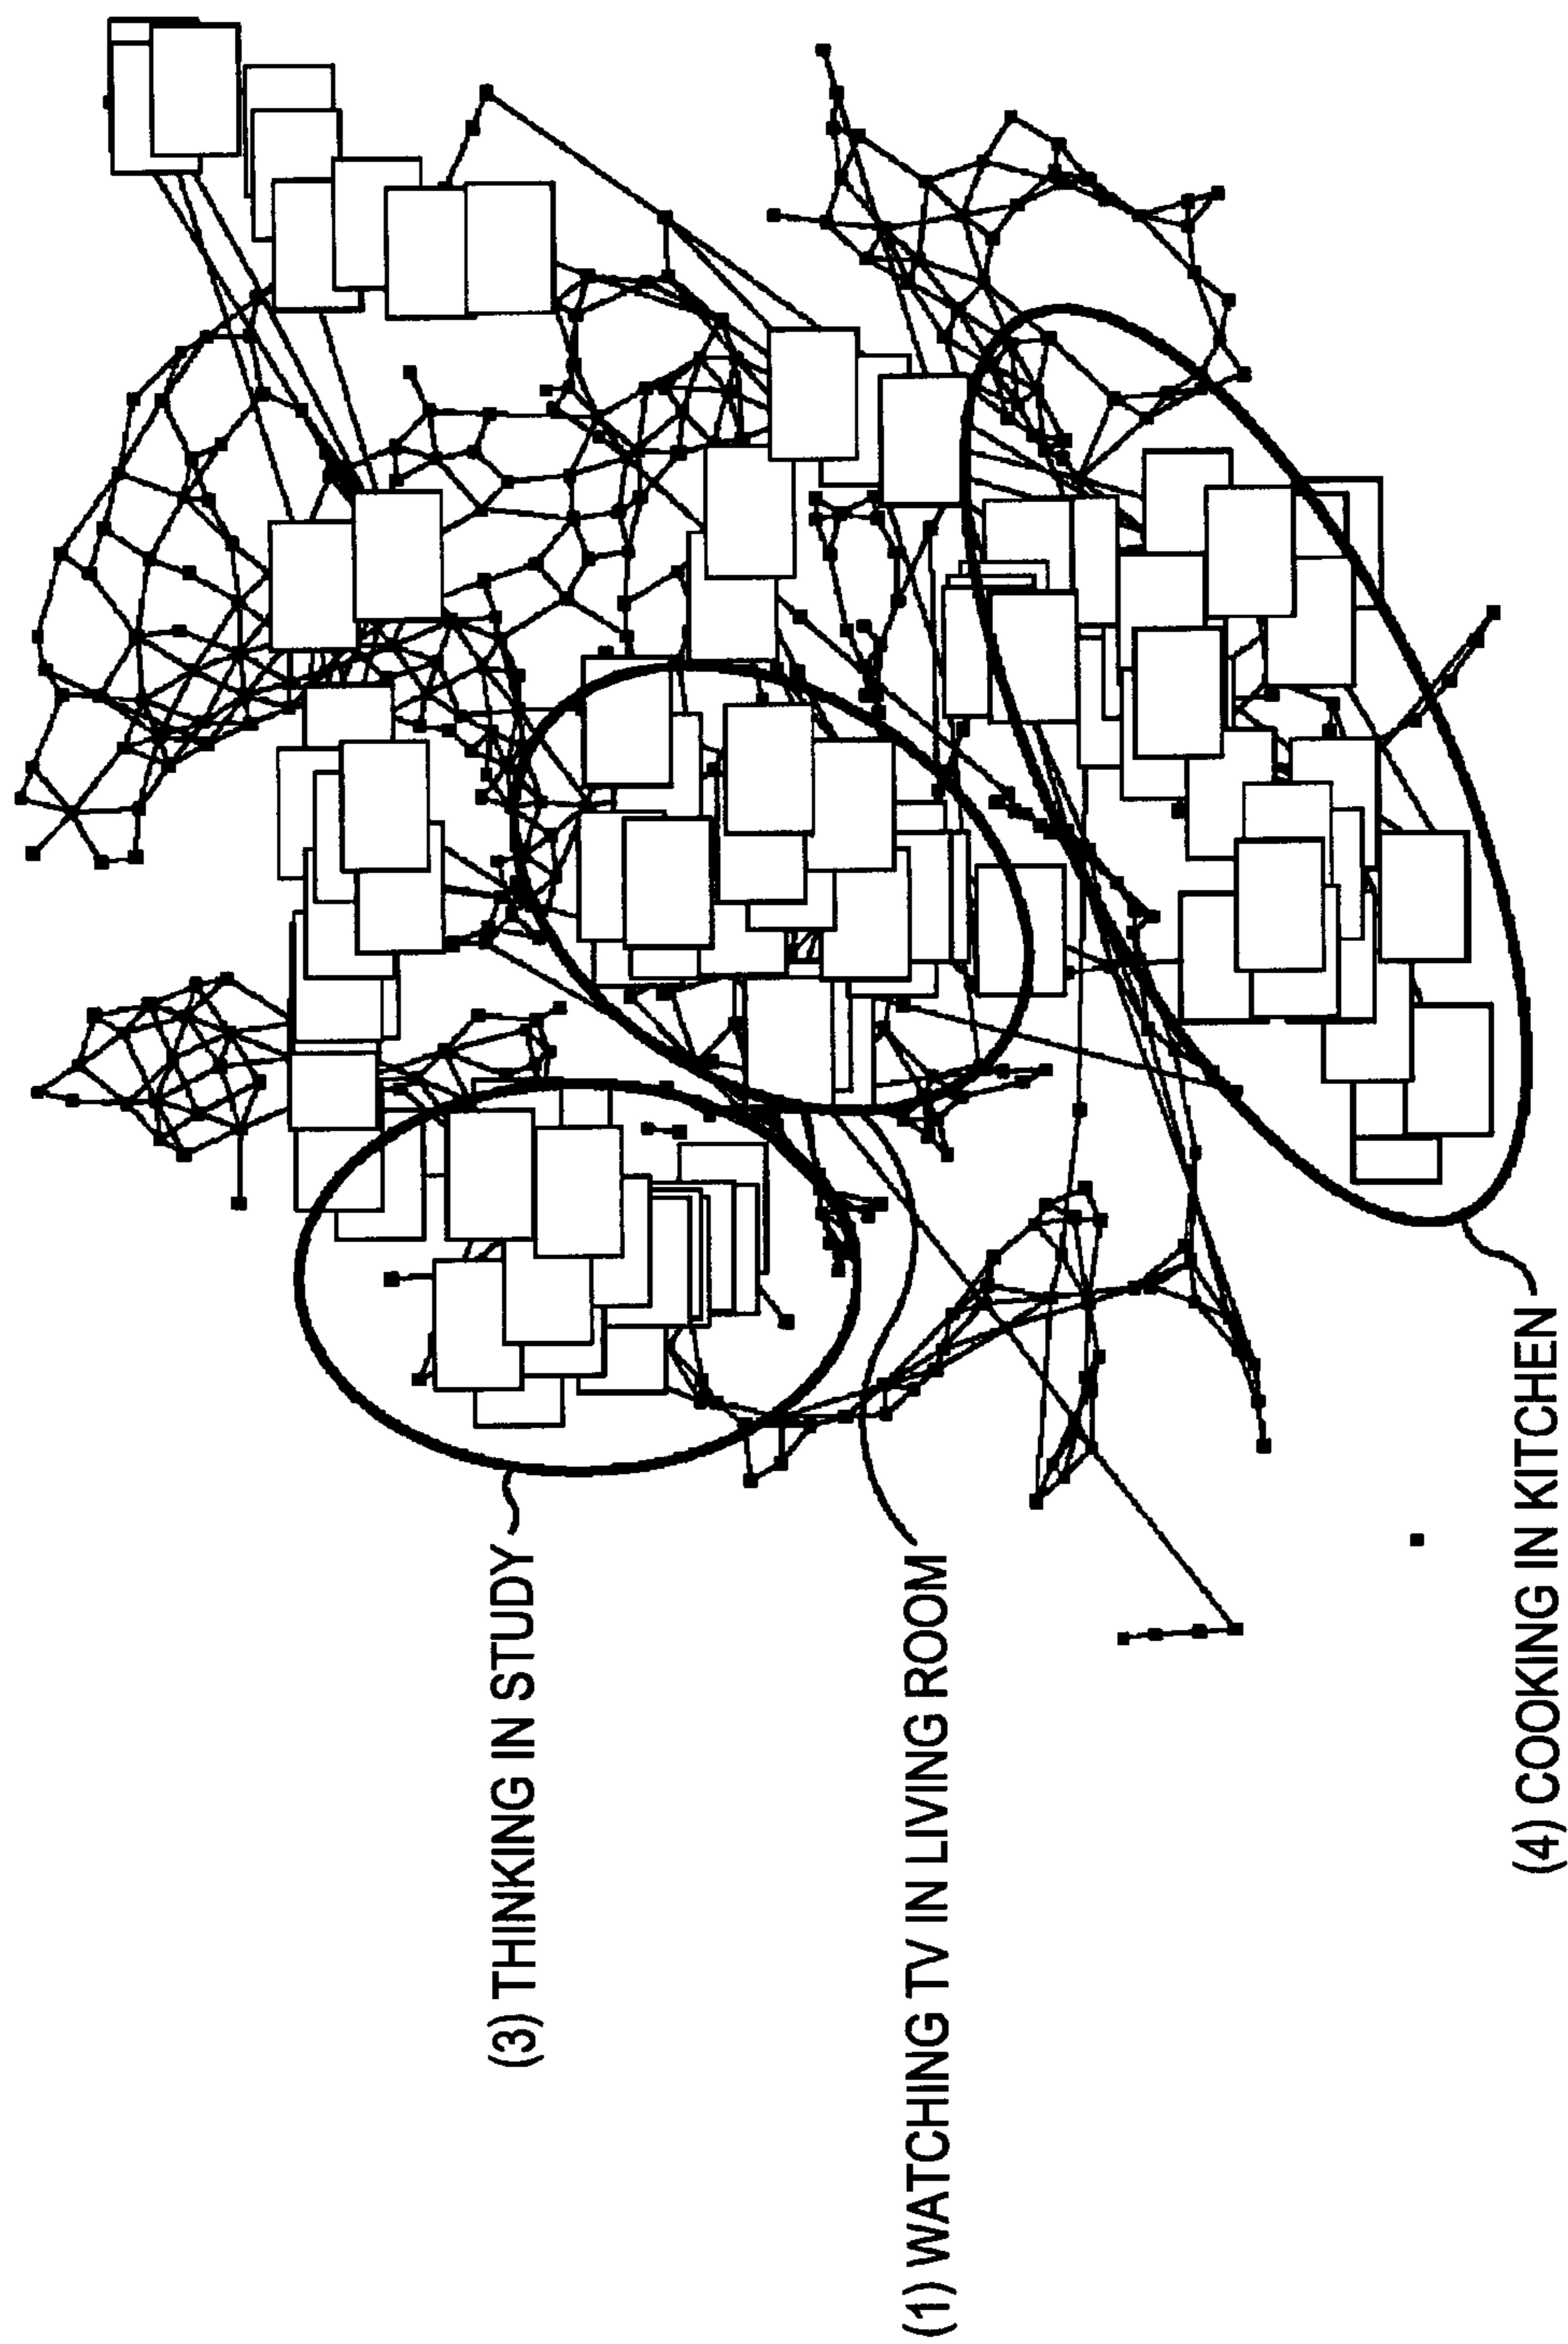 (3) THINKING IN STUDY
(1) WATCHING TV IN LIVING ROOM
(4) COOKING IN KITCHEN